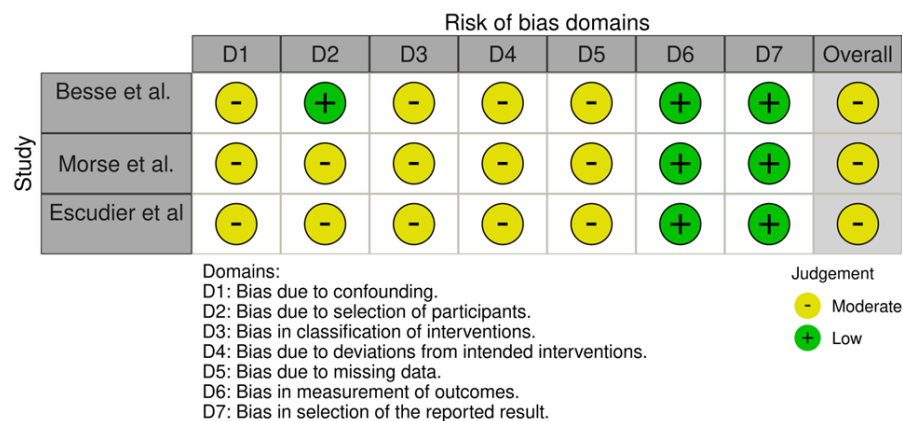 Risk of bias domains
D1 D2 D3 D4 D5 D6 D7 Overall
Study
Besse et al. - + - - - + + -
Morse et al. - - - - - + + -
Escudier et al - - - - - + + -
Domains:
D1: Bias due to confounding.
D2: Bias due to selection of participants.
D3: Bias in classification of interventions.
D4: Bias due to deviations from intended interventions.
D5: Bias due to missing data.
D6: Bias in measurement of outcomes.
D7: Bias in selection of the reported result.
Judgement
- Moderate
+ Low